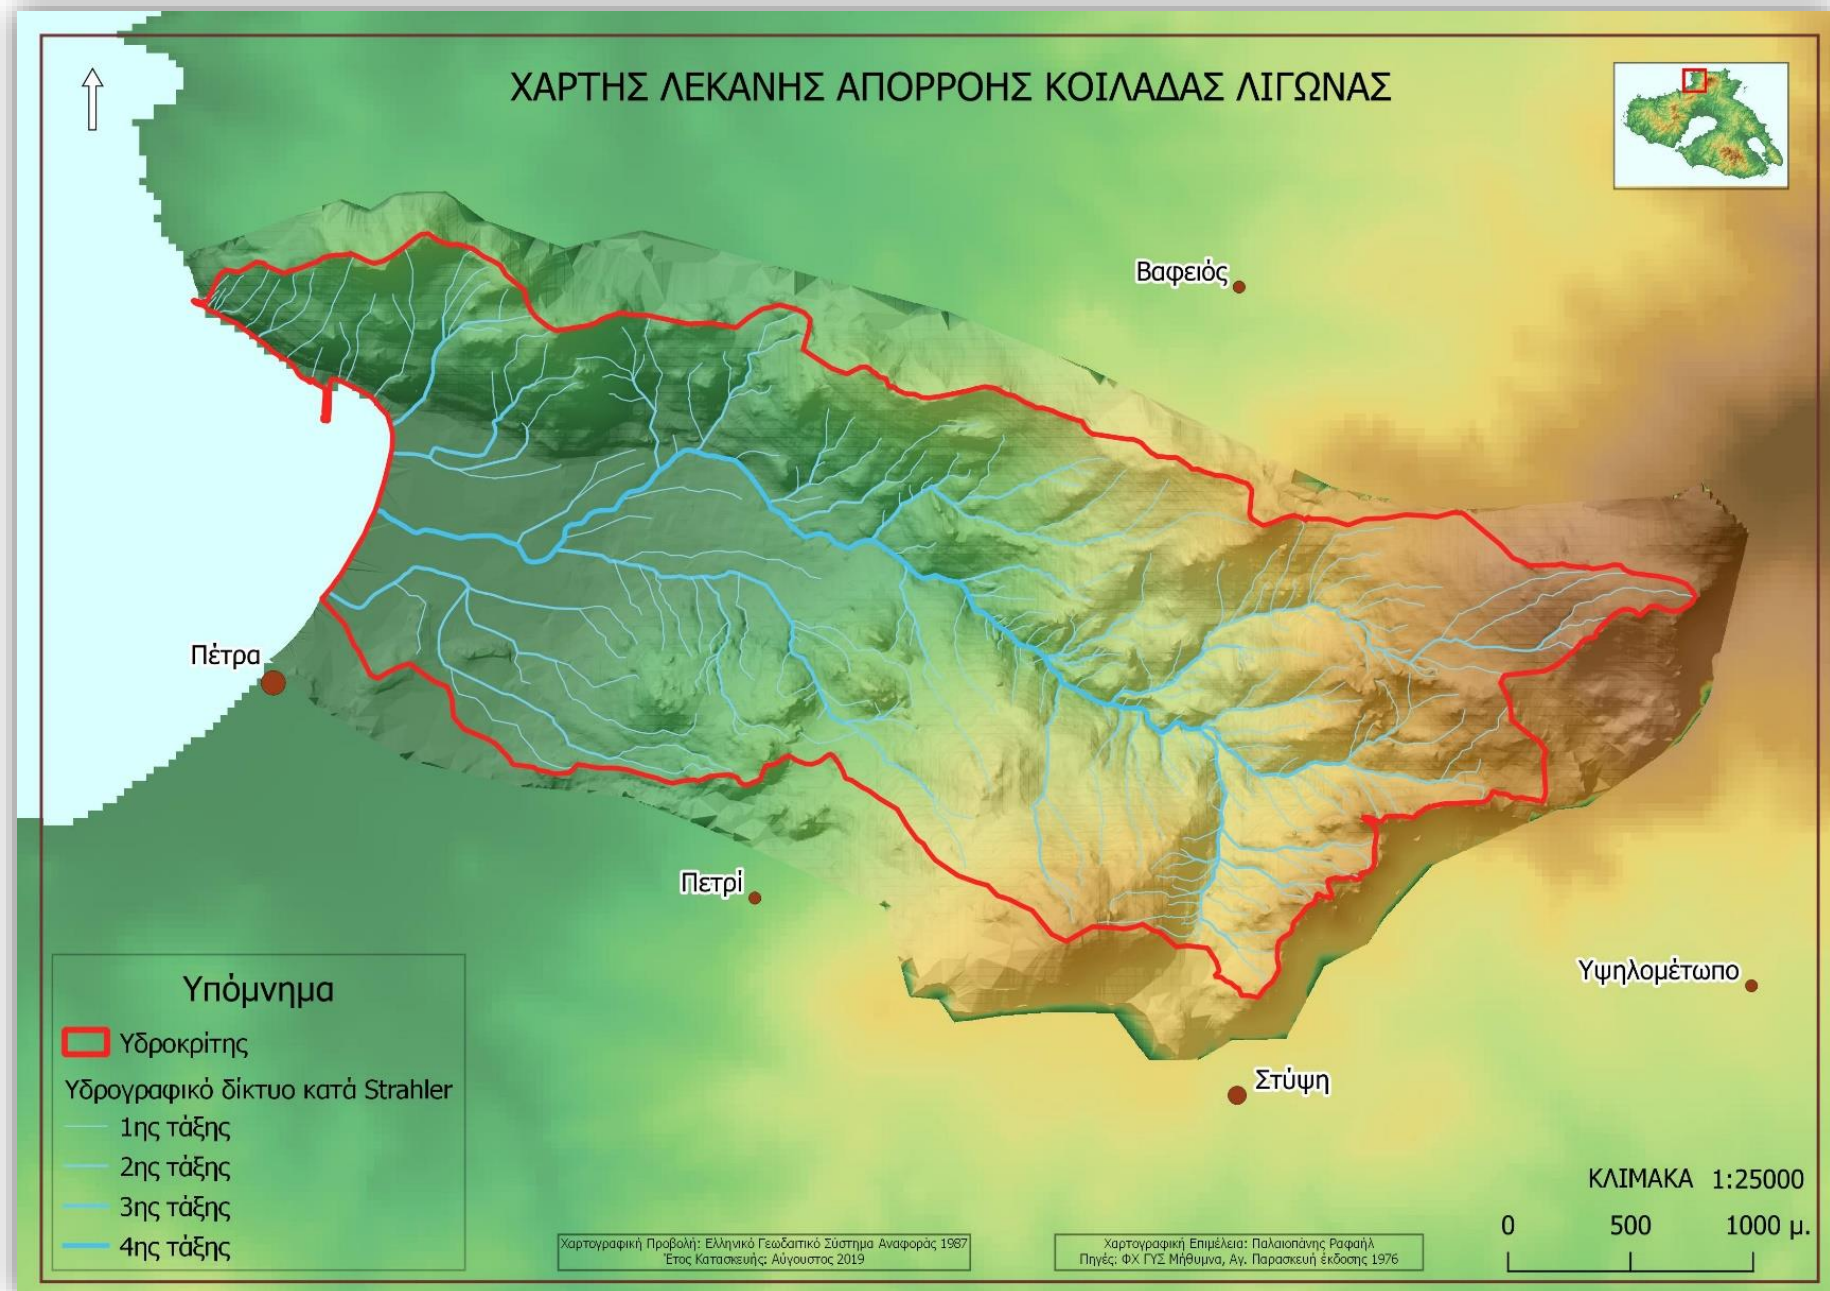 ΧΑΡΤΗΣ ΛΕΚΑΝΗΣ ΑΠΟΡΡΟΗΣ ΚΟΙΛΑΔΑΣ ΛΙΓΩΝΑΣ
Βαφειός
Πέτρα
Πετρί
Υψηλομέτωπο
Στύψη
Υπόμνημα
Υδροκρίτης
Υδρογραφικό δίκτυο κατά Strahler
1ης τάξης
2ης τάξης
3ης τάξης
4ης τάξης
Χαρτογραφική Προβολή: Ελληνικό Γεωδαιτικό Σύστημα Αναφοράς 1987
Έτος Κατασκευής: Αύγουστος 2019
Χαρτογραφική Επιμέλεια: Παλαιοπάνης Ραφαήλ
Πηγές: ΦΧ ΓΥΣ Μήθυμνα, Αγ. Παρασκευή έκδοσης 1976
ΚΛΙΜΑΚΑ 1:25000
0 500 1000 μ.